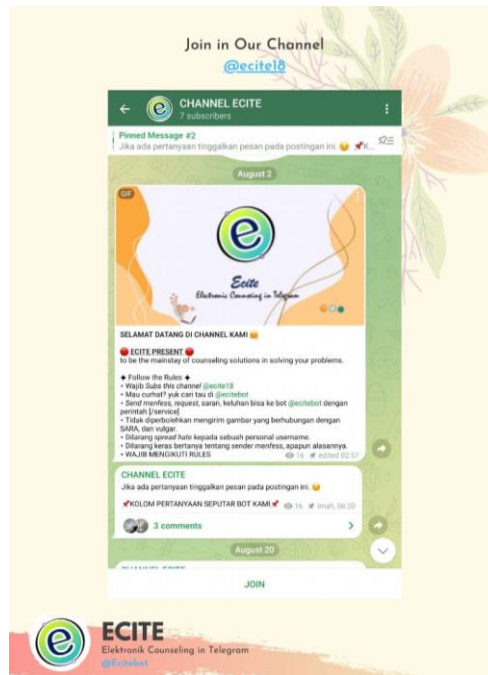 Join in Our Channel
@ecite18
CHANNEL ECITE
7 subscribers
Pinned Message #2
Jika ada pertanyaan tinggalkan pesan pada postingan ini. 😉 📌K...
August 2
GIF
e
Ecite
Electronic Counseling in Telegram
SELAMAT DATANG DI CHANNEL KAMI
ECITE PRESENT
to be the mainstay of counseling solutions in solving your problems.
✦ Follow the Rules ✦
• Wajib Subs this channel @ecite18
• Mau curhat? yuk cari tau di @ecitebot
• Send menfess, request, saran, keluhan bisa ke bot @ecitebot dengan
perintah [/service]
• Tidak diperbolehkan mengirim gambar yang berhubungan dengan
SARA, dan vulgar.
• Dilarang spread hate kepada sebuah personal username.
• Dilarang keras bertanya tentang sender menfess, apapun alasannya.
• WAJIB MENGIKUTI RULES 16 edited 02:57
CHANNEL ECITE
Jika ada pertanyaan tinggalkan pesan pada postingan ini. 😉
📌KOLOM PERTANYAAN SEPUTAR BOT KAMI📌 16 Irnah, 06:20
3 comments
August 20
CHANNEL ECITE
JOIN
e
ECITE
Elektronik Counseling in Telegram
@Ecitebot